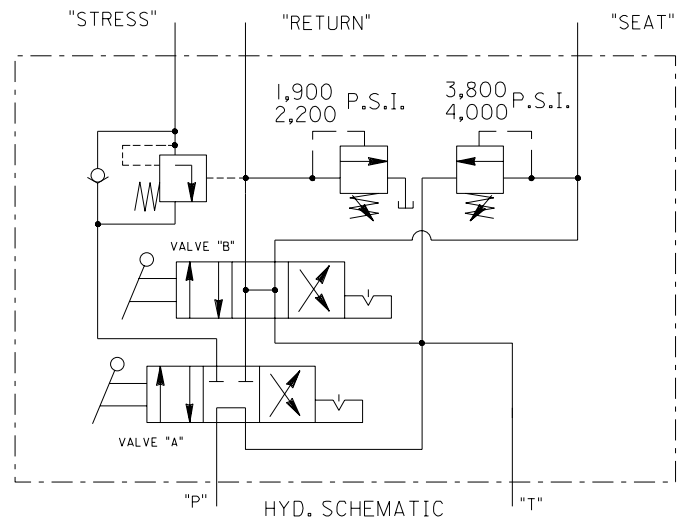 "STRESS"
"RETURN"
"SEAT"
1,900
2,200 P.S.I.
3,800
4,000 P.S.I.
VALVE "B"
VALVE "A"
"P"
HYD. SCHEMATIC
"T"